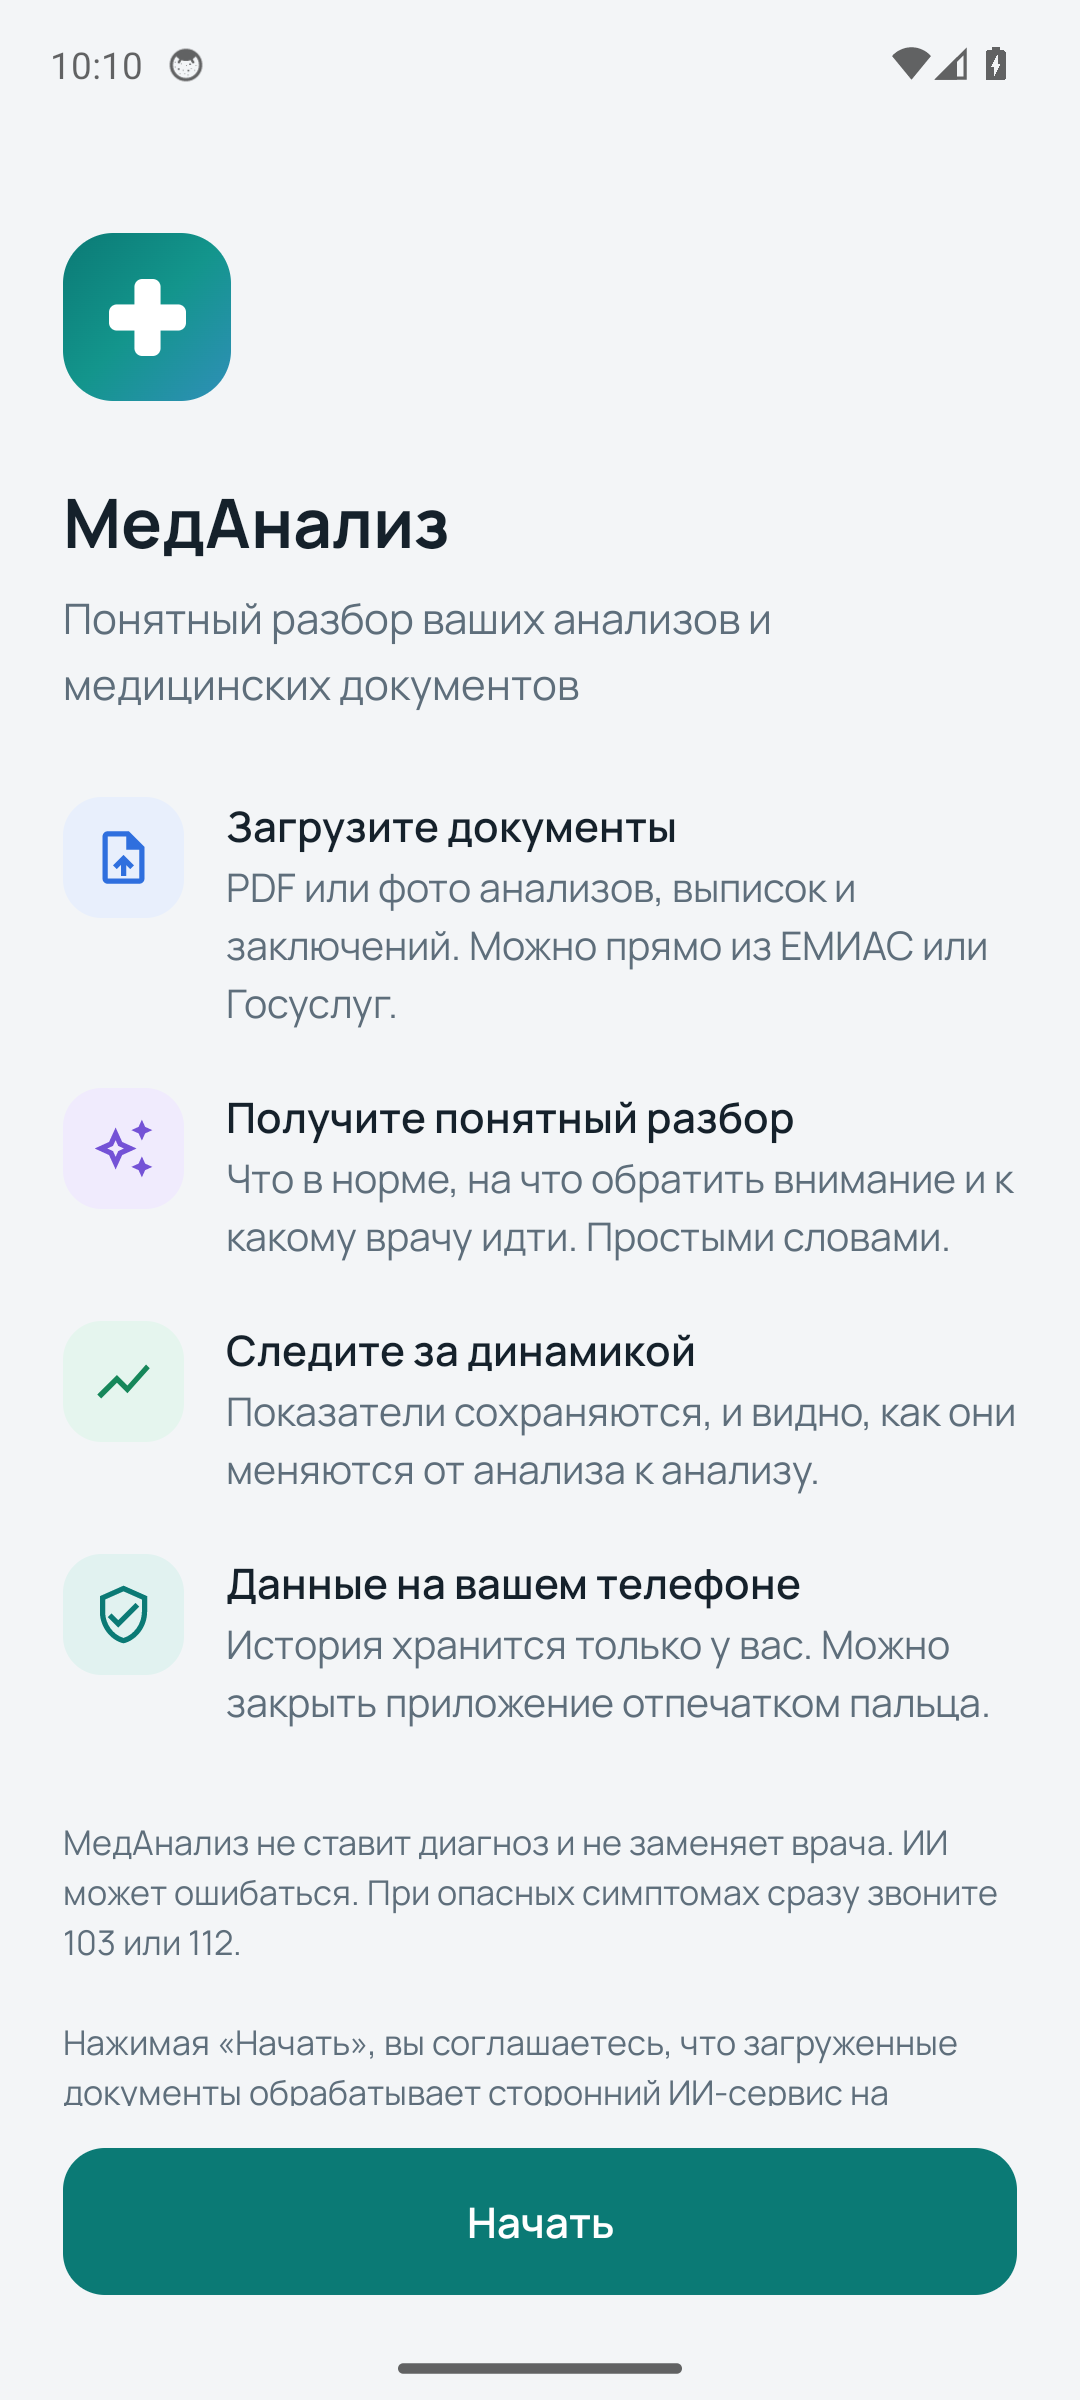 10:10
МедАнализ
Понятный разбор ваших анализов и
медицинских документов
Загрузите документы
PDF или фото анализов, выписок и
заключений. Можно прямо из ЕМИАС или
Госуслуг.
Получите понятный разбор
Что в норме, на что обратить внимание и к
какому врачу идти. Простыми словами.
Следите за динамикой
Показатели сохраняются, и видно, как они
меняются от анализа к анализу.
Данные на вашем телефоне
История хранится только у вас. Можно
закрыть приложение отпечатком пальца.
МедАнализ не ставит диагноз и не заменяет врача. ИИ
может ошибаться. При опасных симптомах сразу звоните
103 или 112.
Нажимая «Начать», вы соглашаетесь, что загруженные
документы обрабатывает сторонний ИИ-сервис на
Начать